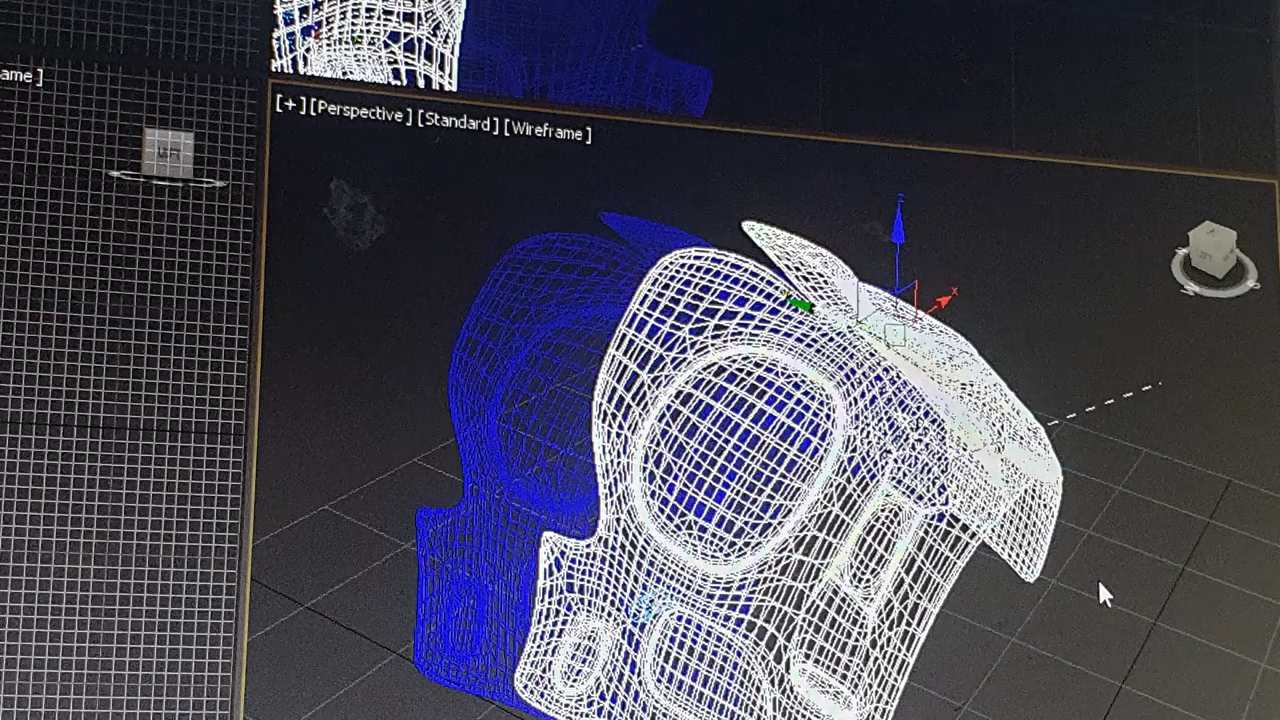 ame ]
[+] [Perspective ] [Standard ] [Wireframe ]
z
x